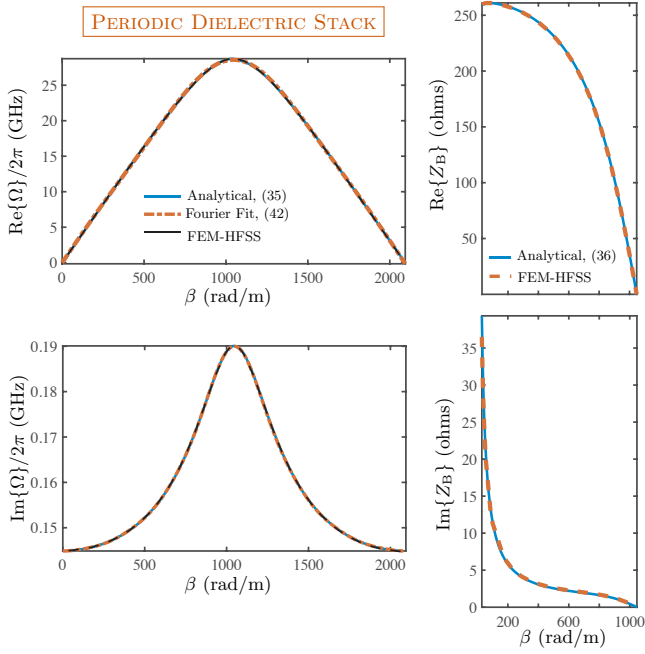 PERIODIC DIELECTRIC STACK
Re{Ω}/2π (GHz)
25
20
15
10
5
0
Analytical, (35)
Fourier Fit, (42)
FEM-HFSS
0 500 1000 1500 2000
β (rad/m)
Re{Z_B} (ohms)
250
200
150
100
50
Analytical, (36)
FEM-HFSS
Im{Ω}/2π (GHz)
0.19
0.18
0.17
0.16
0.15
0 500 1000 1500 2000
β (rad/m)
Im{Z_B} (ohms)
35
30
25
20
15
10
5
0
200 600 1000
β (rad/m)